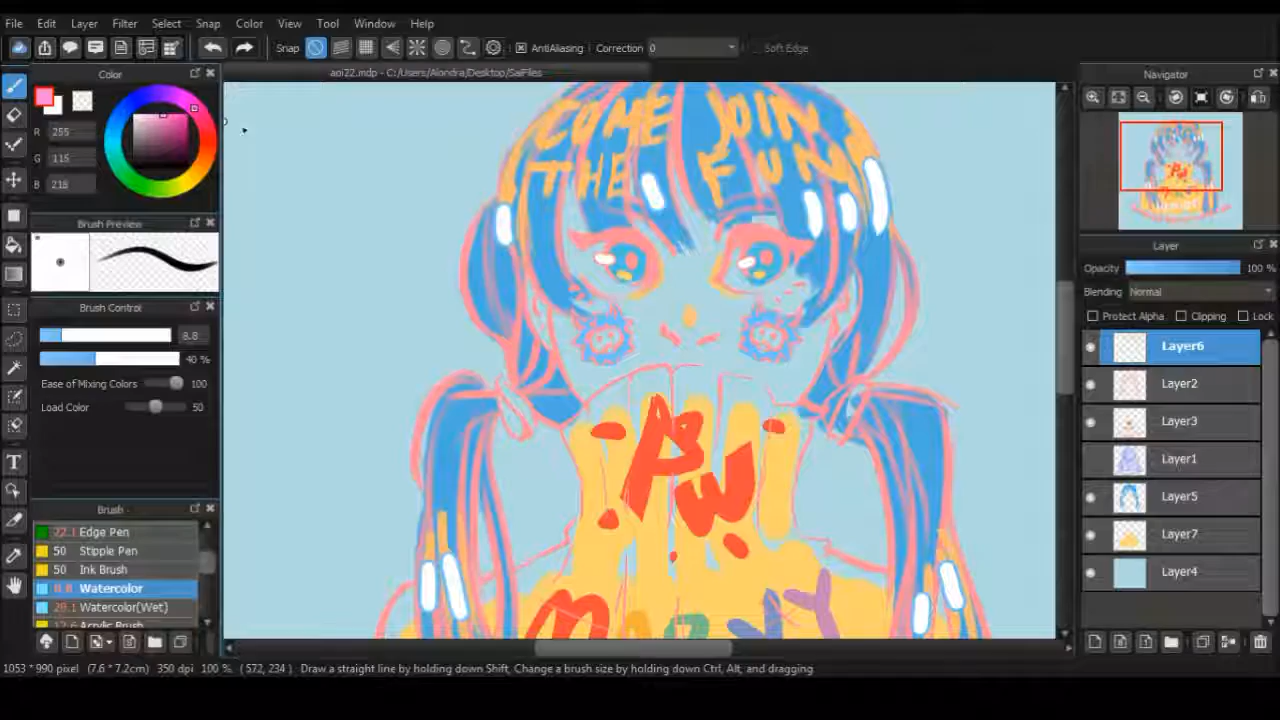 File Edit Layer Filter Select Snap Color View Tool Window Help
Snap AntiAliasing Correction 0 Soft Edge
Color
aoi22.mdp - C:/Users/Alondra/Desktop/SaiFiles
Navigator
R 255
G 115
B 218
Brush Preview
Brush Control
8.8
40 %
Ease of Mixing Colors 100
Load Color 50
Brush
22.1 Edge Pen
50 Stipple Pen
50 Ink Brush
8.8 Watercolor
28.1 Watercolor(Wet)
12.6 Acrylic Brush
COME JOIN
THE FUN
Layer
Opacity 100 %
Blending Normal
Protect Alpha Clipping Lock
Layer6
Layer2
Layer3
Layer1
Layer5
Layer7
Layer4
1053 * 990 pixel (7.6 * 7.2cm) 350 dpi 100 % ( 572, 234 ) Draw a straight line by holding down Shift, Change a brush size by holding down Ctrl, Alt, and dragging